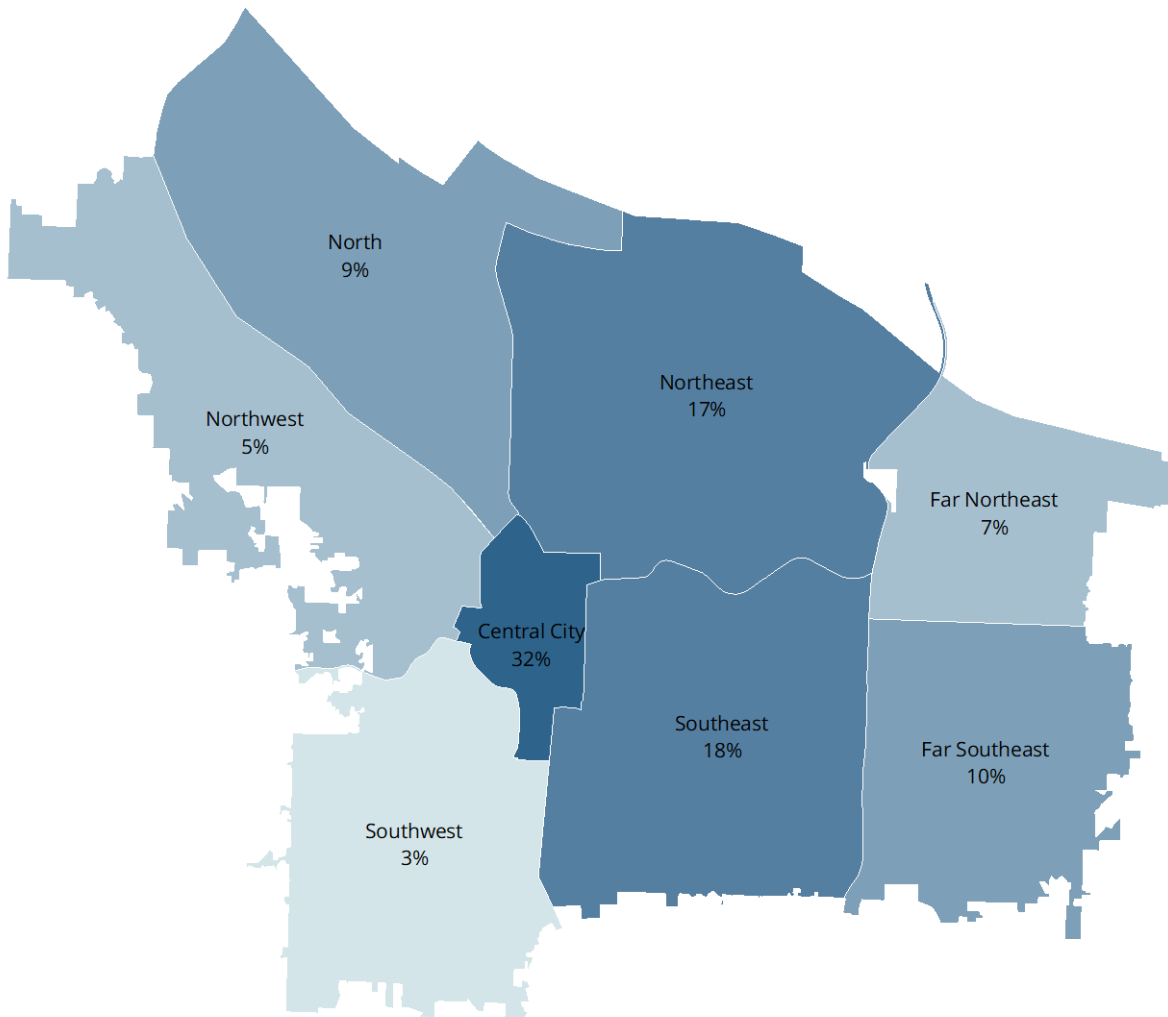 North
9%
Northeast
17%
Northwest
5%
Far Northeast
7%
Central City
32%
Southeast
18%
Far Southeast
10%
Southwest
3%